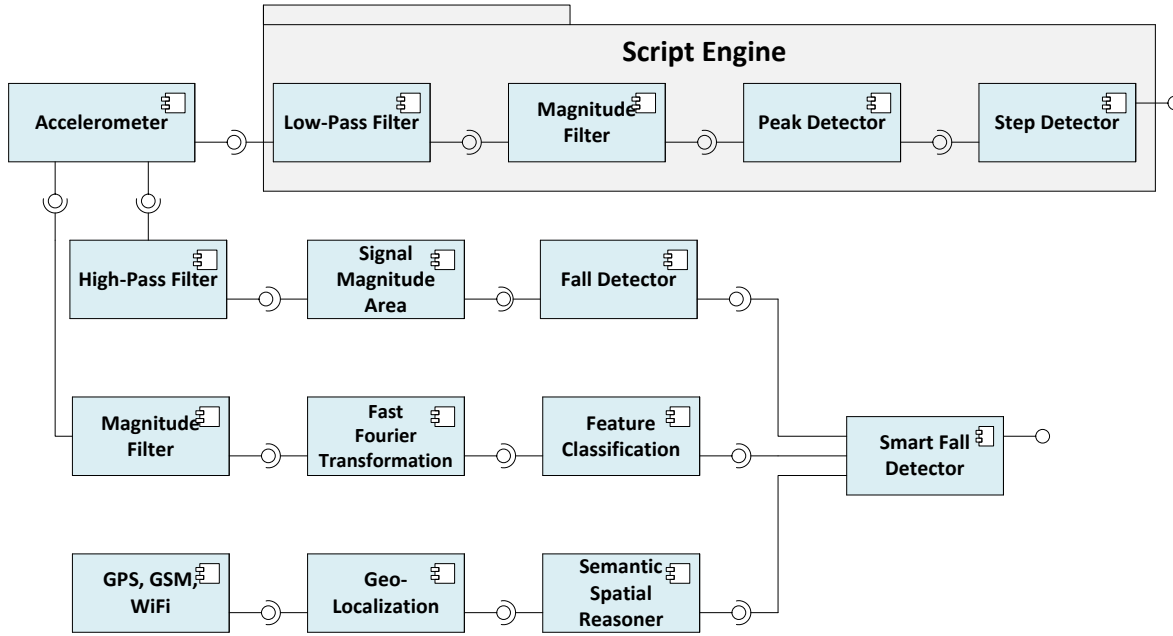 Script Engine
Accelerometer
Low-Pass Filter
Magnitude
Filter
Peak Detector
Step Detector
High-Pass Filter
Signal
Magnitude
Area
Fall Detector
Magnitude
Filter
Fast
Fourier
Transformation
Feature
Classification
Smart Fall
Detector
GPS, GSM,
WiFi
Geo-
Localization
Semantic
Spatial
Reasoner